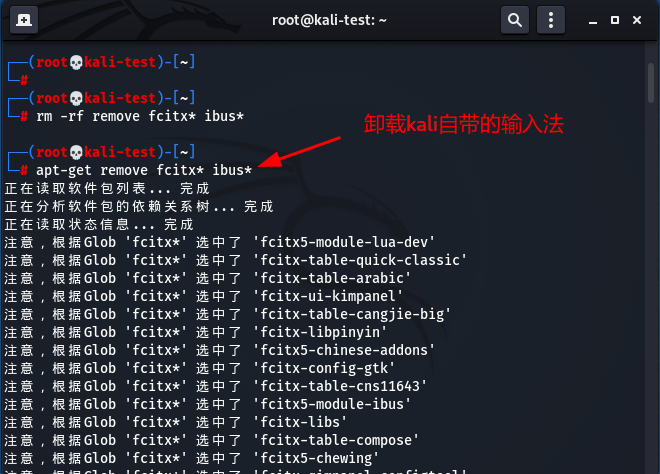 root@kali-test: ~
┌──(root💀kali-test)-[~]
└─#
┌──(root💀kali-test)-[~]
└─# rm -rf remove fcitx* ibus*
卸载kali自带的输入法
┌──(root💀kali-test)-[~]
└─# apt-get remove fcitx* ibus*
正在读取软件包列表... 完成
正在分析软件包的依赖关系树... 完成
正在读取状态信息... 完成
注意，根据Glob 'fcitx*' 选中了 'fcitx5-module-lua-dev'
注意，根据Glob 'fcitx*' 选中了 'fcitx-table-quick-classic'
注意，根据Glob 'fcitx*' 选中了 'fcitx-table-arabic'
注意，根据Glob 'fcitx*' 选中了 'fcitx-ui-kimpanel'
注意，根据Glob 'fcitx*' 选中了 'fcitx-table-cangjie-big'
注意，根据Glob 'fcitx*' 选中了 'fcitx-libpinyin'
注意，根据Glob 'fcitx*' 选中了 'fcitx5-chinese-addons'
注意，根据Glob 'fcitx*' 选中了 'fcitx-config-gtk'
注意，根据Glob 'fcitx*' 选中了 'fcitx-table-cns11643'
注意，根据Glob 'fcitx*' 选中了 'fcitx5-module-ibus'
注意，根据Glob 'fcitx*' 选中了 'fcitx-libs'
注意，根据Glob 'fcitx*' 选中了 'fcitx-table-compose'
注意，根据Glob 'fcitx*' 选中了 'fcitx5-chewing'